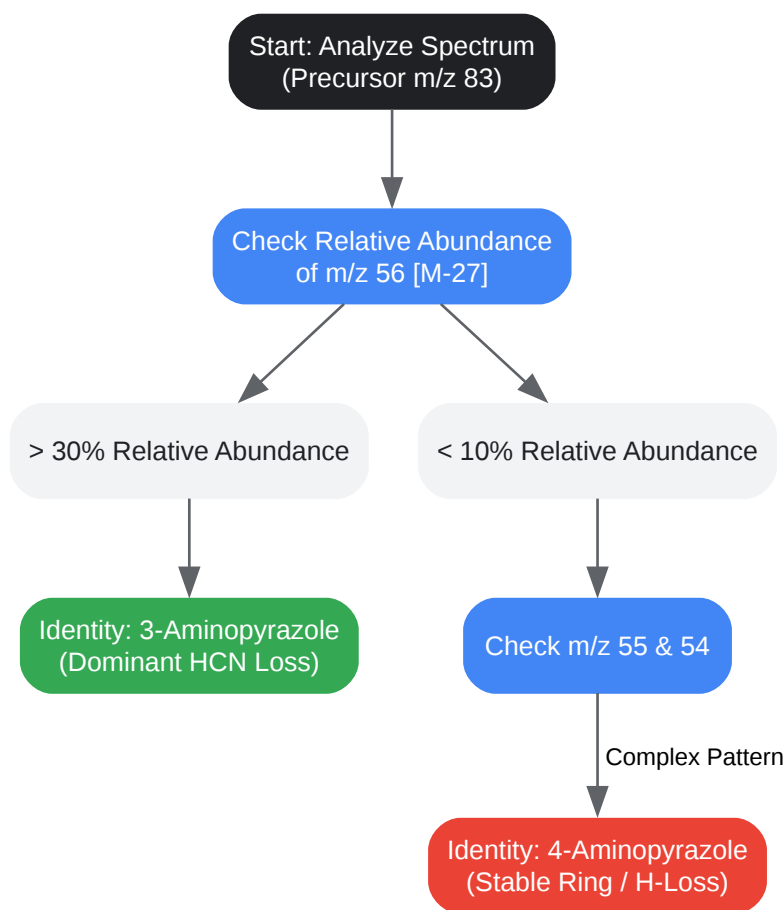 Start: Analyze Spectrum
(Precursor m/z 83)
Check Relative Abundance
of m/z 56 [M-27]
> 30% Relative Abundance
< 10% Relative Abundance
Identity: 3-Aminopyrazole
(Dominant HCN Loss)
Check m/z 55 & 54
Complex Pattern
Identity: 4-Aminopyrazole
(Stable Ring / H-Loss)